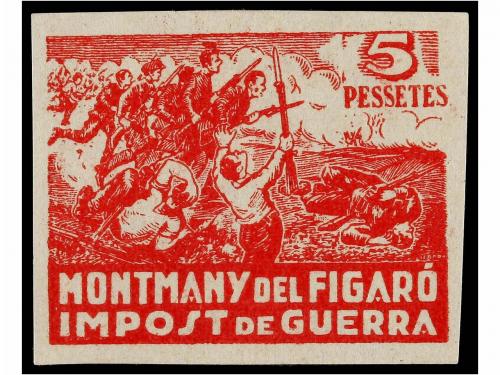 5
PESSETES
MONTMANY DEL FIGARÓ
IMPOST DE GUERRA